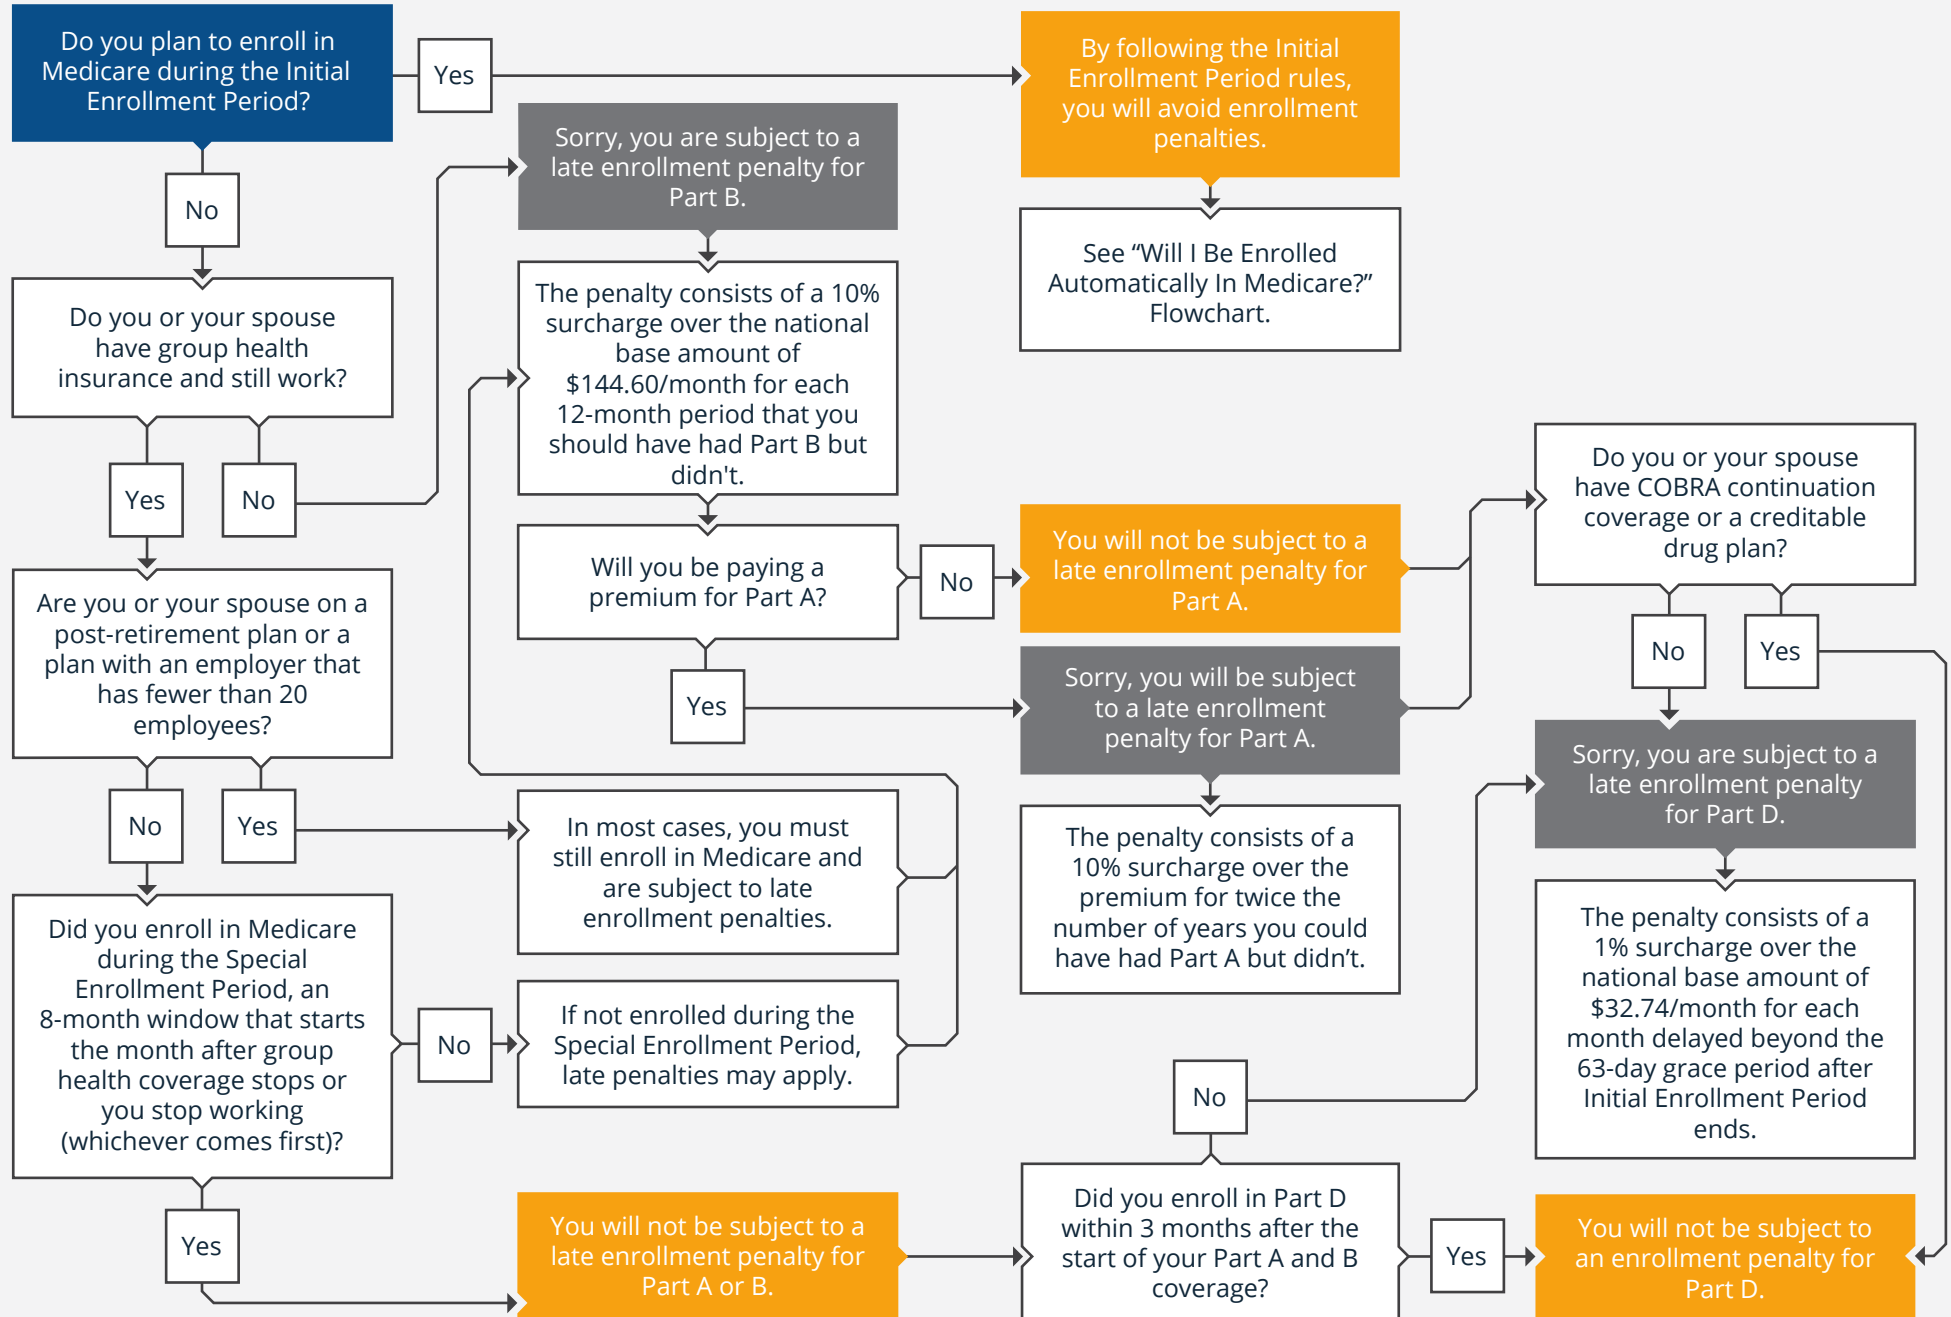 Do you plan to enroll in
Medicare during the Initial
Enrollment Period?
Yes
By following the Initial
Enrollment Period rules,
you will avoid enrollment
penalties.
See “Will I Be Enrolled
Automatically In Medicare?”
Flowchart.
No
Do you or your spouse
have group health
insurance and still work?
Yes
No
Sorry, you are subject to a
late enrollment penalty for
Part B.
The penalty consists of a 10%
surcharge over the national
base amount of
$144.60/month for each
12-month period that you
should have had Part B but
didn't.
Will you be paying a
premium for Part A?
No
You will not be subject to a
late enrollment penalty for
Part A.
Yes
Sorry, you will be subject
to a late enrollment
penalty for Part A.
The penalty consists of a
10% surcharge over the
premium for twice the
number of years you could
have had Part A but didn’t.
Do you or your spouse
have COBRA continuation
coverage or a creditable
drug plan?
No
Yes
Sorry, you are subject to a
late enrollment penalty
for Part D.
The penalty consists of a
1% surcharge over the
national base amount of
$32.74/month for each
month delayed beyond the
63-day grace period after
Initial Enrollment Period
ends.
Are you or your spouse on a
post-retirement plan or a
plan with an employer that
has fewer than 20
employees?
No
Yes
In most cases, you must
still enroll in Medicare and
are subject to late
enrollment penalties.
Did you enroll in Medicare
during the Special
Enrollment Period, an
8-month window that starts
the month after group
health coverage stops or
you stop working
(whichever comes first)?
No
If not enrolled during the
Special Enrollment Period,
late penalties may apply.
Yes
You will not be subject to a
late enrollment penalty for
Part A or B.
Did you enroll in Part D
within 3 months after the
start of your Part A and B
coverage?
No
Yes
You will not be subject to
an enrollment penalty for
Part D.